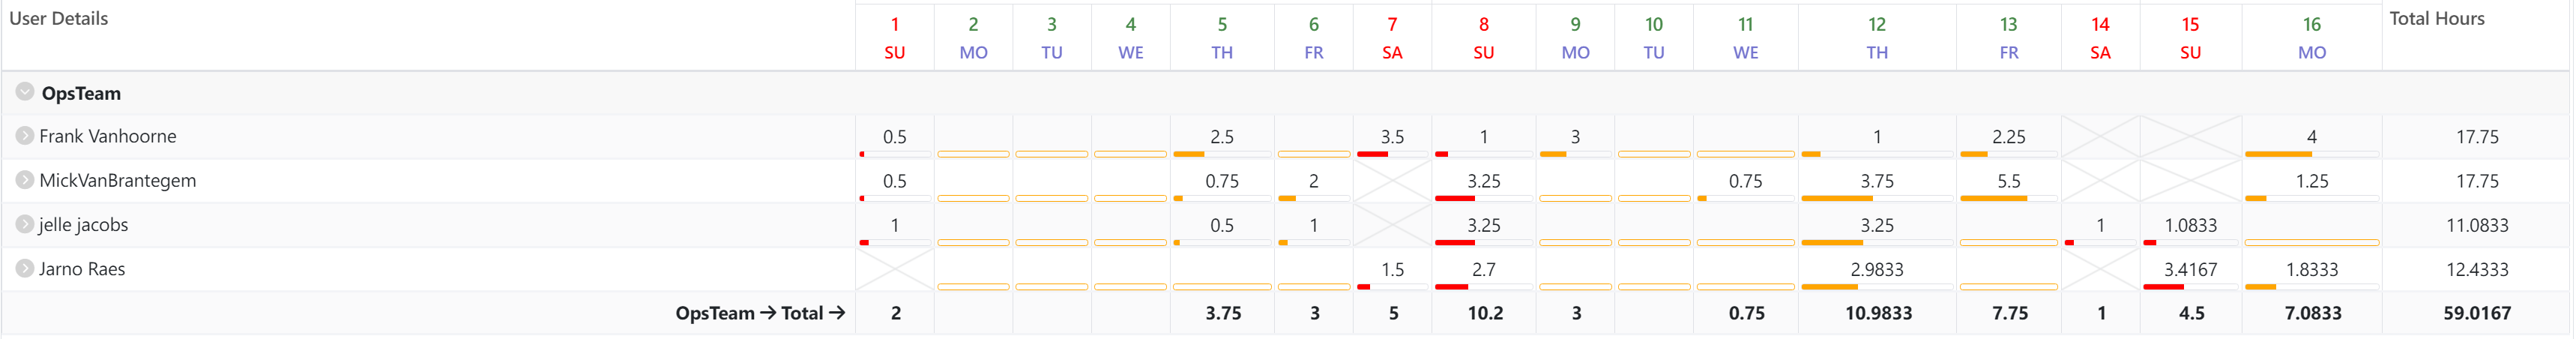 User Details 1 2 3 4 5 6 7 8 9 10 11 12 13 14 15 16 Total Hours
SU MO TU WE TH FR SA SU MO TU WE TH FR SA SU MO
OpsTeam
Frank Vanhoorne 0.5 2.5 3.5 1 3 1 2.25 4 17.75
MickVanBrantegem 0.5 0.75 2 3.25 0.75 3.75 5.5 1.25 17.75
jelle jacobs 1 0.5 1 3.25 3.25 1 1.0833 11.0833
Jarno Raes 1.5 2.7 2.9833 3.4167 1.8333 12.4333
OpsTeam → Total → 2 3.75 3 5 10.2 3 0.75 10.9833 7.75 1 4.5 7.0833 59.0167